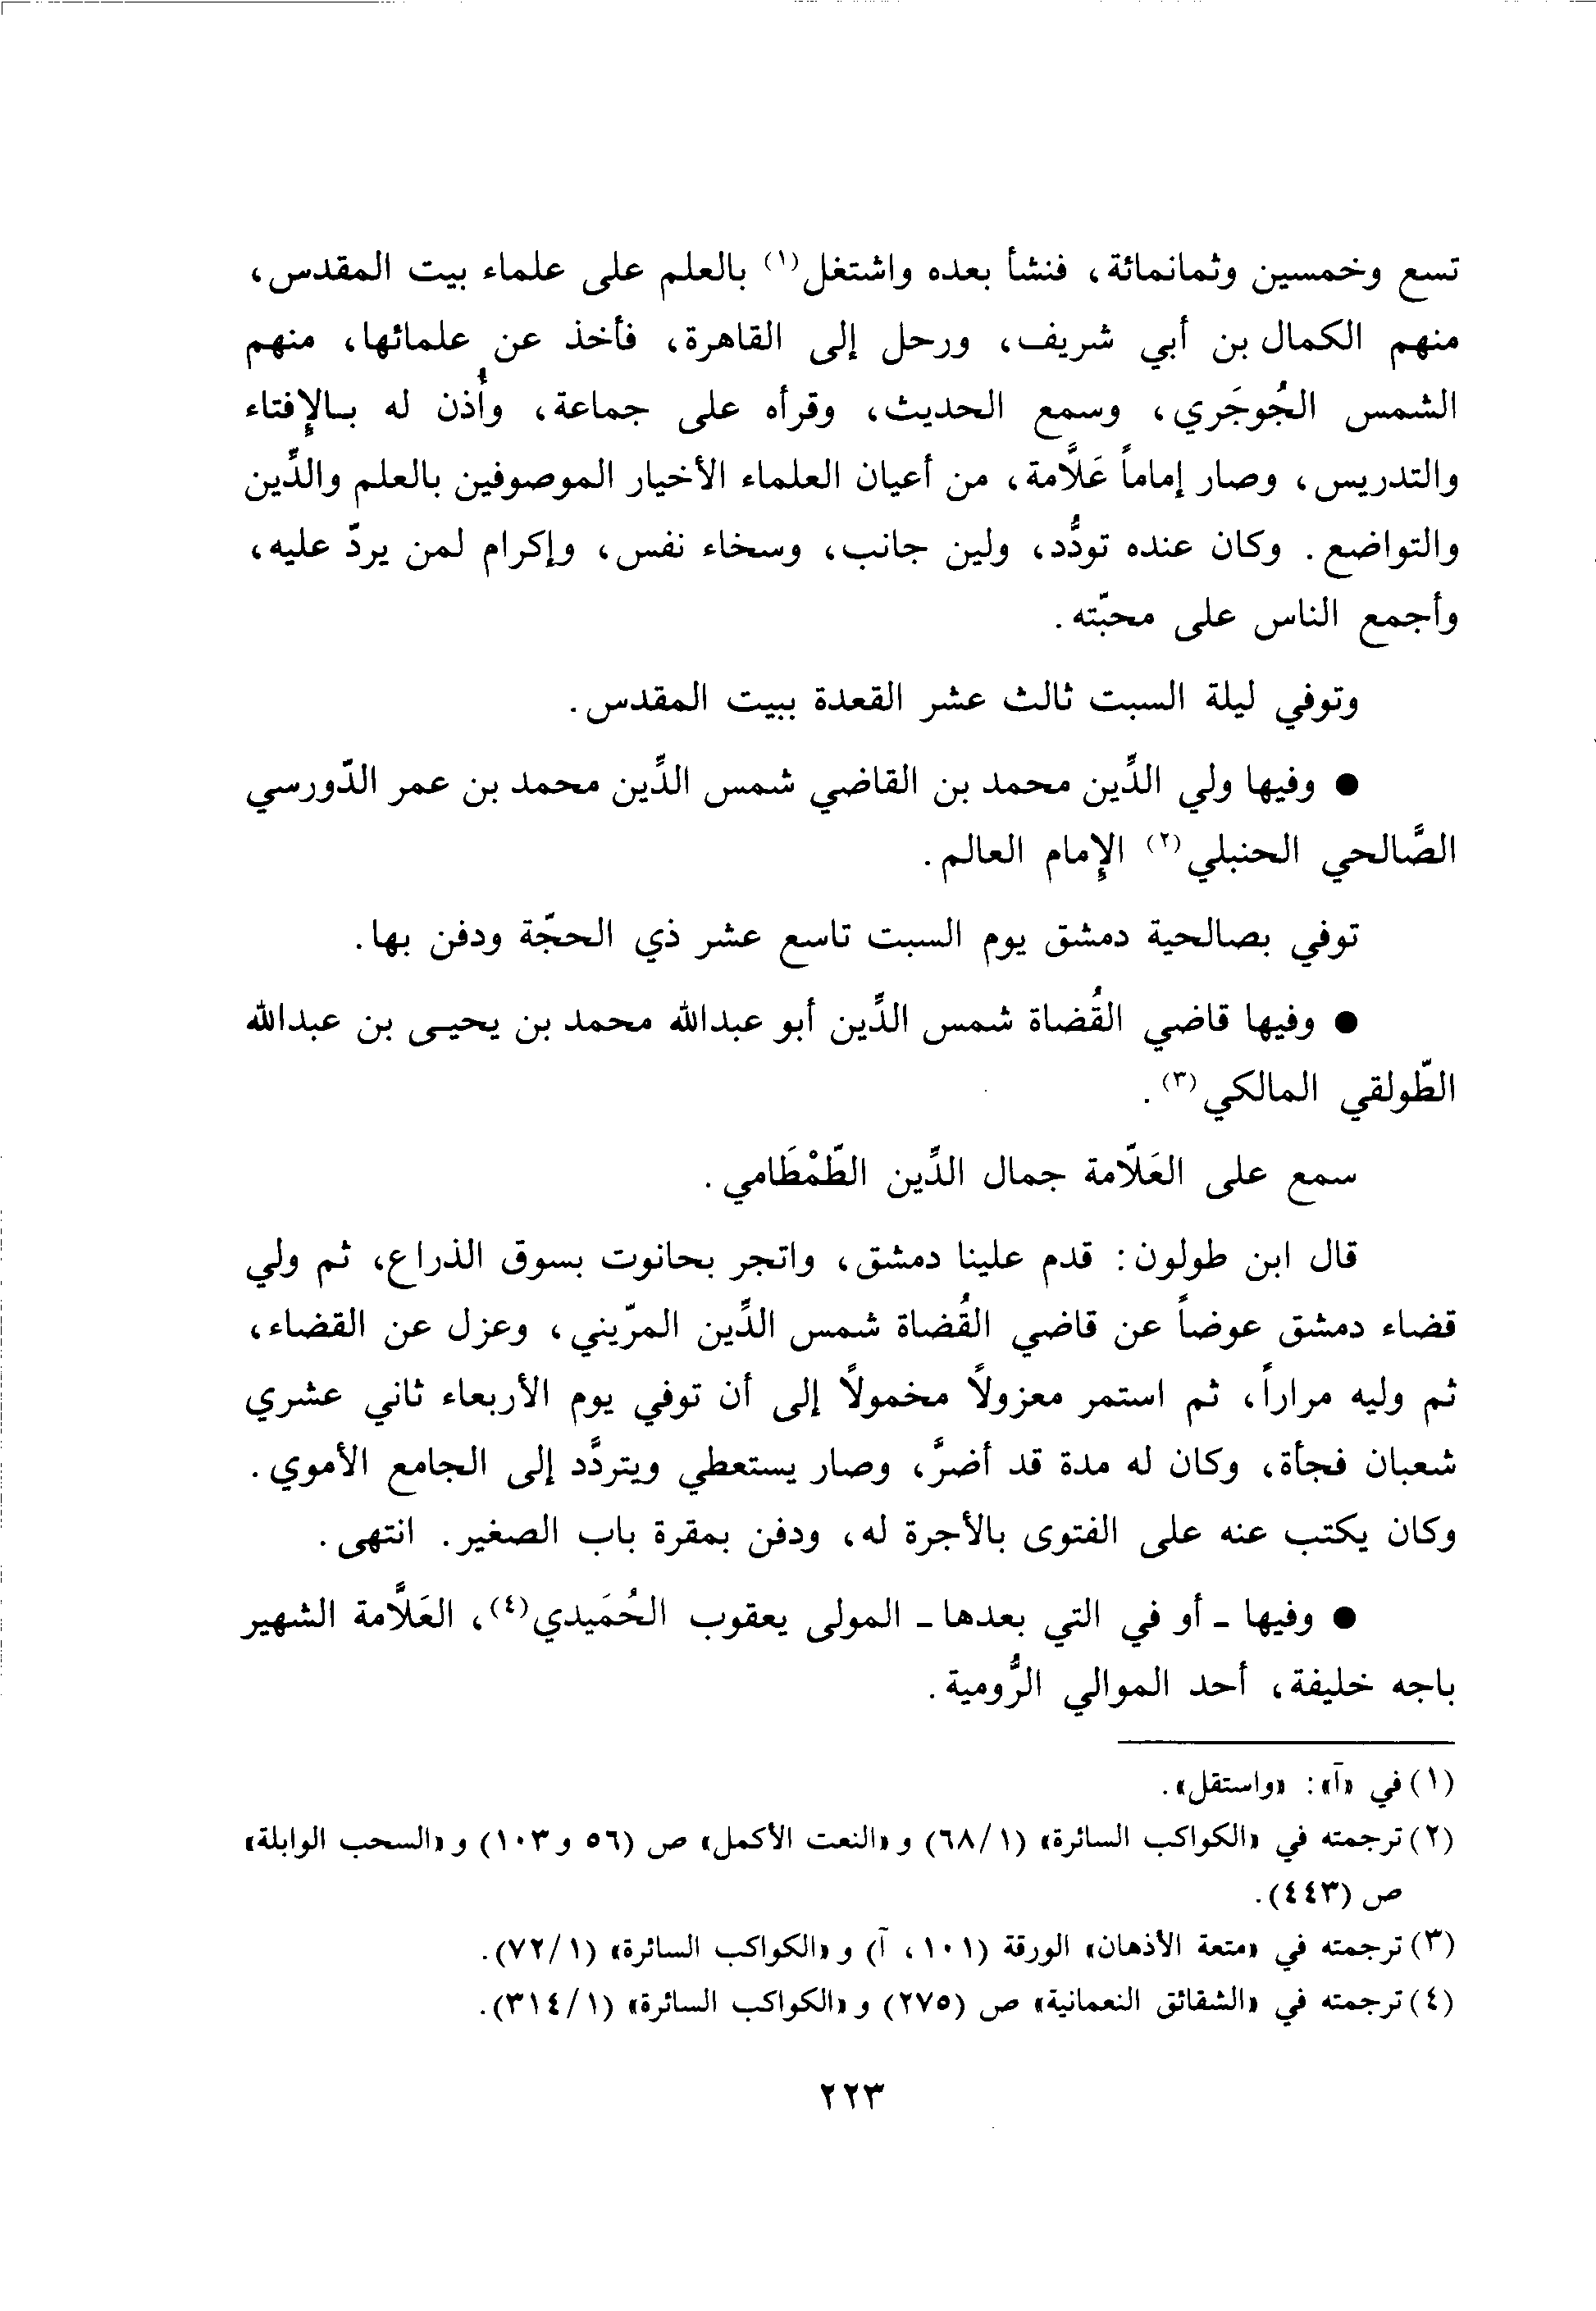 تسع وخمسين وثمانمائة، فنشأ بعده واشتغل(١) بالعلم على علماء بيت المقدس،
منهم الكمال بن أبي شريف، ورحل إلى القاهرة، فأخذ عن علمائها، منهم
الشمس الجُوجَري، وسمع الحديث، وقرأه على جماعة، وأُذن له بـالإِفتاء
والتدريس، وصار إماماً عَلاَّمة، من أعيان العلماء الأخيار الموصوفين بالعلم والدِّين
والتواضع. وكان عنده تودُّد، ولين جانب، وسخاء نفس، وإكرام لمن يردّ عليه،
وأجمع الناس على محبّته.
وتوفي ليلة السبت ثالث عشر القعدة ببيت المقدس.
● وفيها ولي الدِّين محمد بن القاضي شمس الدِّين محمد بن عمر الدّورسي
الصَّالحي الحنبلي(٢) الإِمام العالم.
توفي بصالحية دمشق يوم السبت تاسع عشر ذي الحجّة ودفن بها.
● وفيها قاضي القُضاة شمس الدِّين أبو عبدالله محمد بن يحيـى بن عبدالله
الطّولقي المالكي(٣).
سمع على العَلاّمة جمال الدِّين الطّمْطَامي.
قال ابن طولون: قدم علينا دمشق، واتجر بحانوت بسوق الذراع، ثم ولي
قضاء دمشق عوضاً عن قاضي القُضاة شمس الدِّين المرّيني، وعزل عن القضاء،
ثم وليه مراراً، ثم استمر معزولاً مخمولاً إلى أن توفي يوم الأربعاء ثاني عشري
شعبان فجأة، وكان له مدة قد أضرَّ، وصار يستعطي ويتردَّد إلى الجامع الأموي.
وكان يكتب عنه على الفتوى بالأجرة له، ودفن بمقرة باب الصغير. انتهى.
● وفيها ـ أو في التي بعدها ـ المولى يعقوب الحُمَيدي(٤)، العَلاَّمة الشهير
باجه خليفة، أحد الموالي الرُّومية.
(١) في «آ»: «واستقل».
(٢) ترجمته في «الكواكب السائرة» (٦٨/١) و «النعت الأكمل» ص (٥٦ و ١٠٣) و «السحب الوابلة»
ص (٤٤٣).
(٣) ترجمته في «متعة الأذهان» الورقة (١٠١، آ) و «الكواكب السائرة» (٧٢/١).
(٤) ترجمته في «الشقائق النعمانية» ص (٢٧٥) و «الكواكب السائرة» (٣١٤/١).
٢٢٣